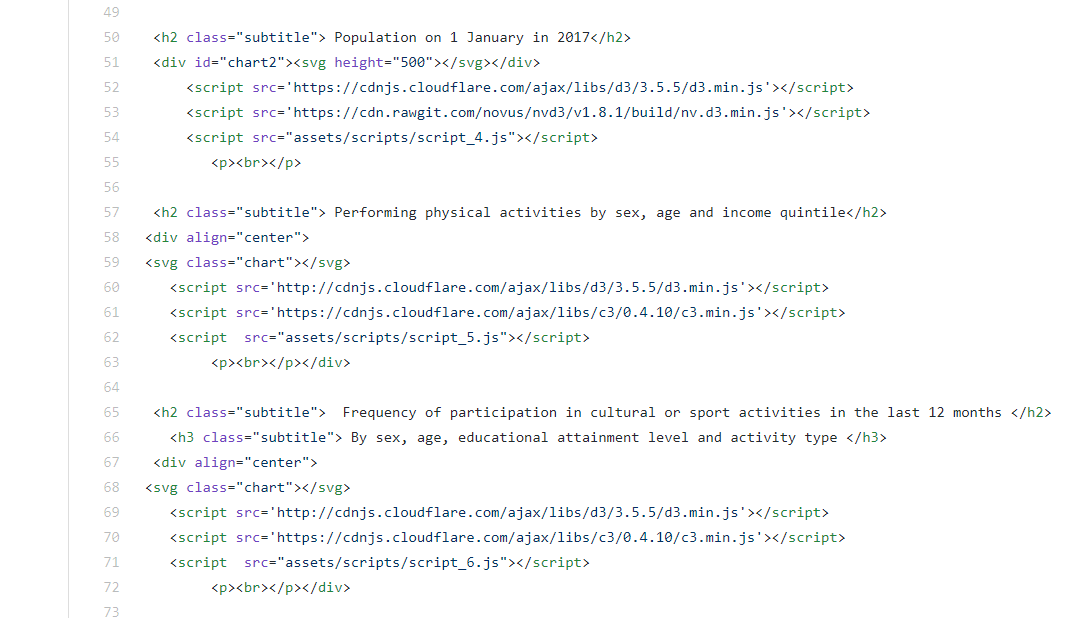 49
50 <h2 class="subtitle"> Population on 1 January in 2017</h2>
51 <div id="chart2"><svg height="500"></svg></div>
52 <script src='https://cdnjs.cloudflare.com/ajax/libs/d3/3.5.5/d3.min.js'></script>
53 <script src='https://cdn.rawgit.com/novus/nvd3/v1.8.1/build/nv.d3.min.js'></script>
54 <script src="assets/scripts/script_4.js"></script>
55 <p><br></p>
56
57 <h2 class="subtitle"> Performing physical activities by sex, age and income quintile</h2>
58 <div align="center">
59 <svg class="chart"></svg>
60 <script src='http://cdnjs.cloudflare.com/ajax/libs/d3/3.5.5/d3.min.js'></script>
61 <script src='https://cdnjs.cloudflare.com/ajax/libs/c3/0.4.10/c3.min.js'></script>
62 <script  src="assets/scripts/script_5.js"></script>
63 <p><br></p></div>
64
65 <h2 class="subtitle">  Frequency of participation in cultural or sport activities in the last 12 months </h2>
66 <h3 class="subtitle"> By sex, age, educational attainment level and activity type </h3>
67 <div align="center">
68 <svg class="chart"></svg>
69 <script src='http://cdnjs.cloudflare.com/ajax/libs/d3/3.5.5/d3.min.js'></script>
70 <script src='https://cdnjs.cloudflare.com/ajax/libs/c3/0.4.10/c3.min.js'></script>
71 <script  src="assets/scripts/script_6.js"></script>
72 <p><br></p></div>
73